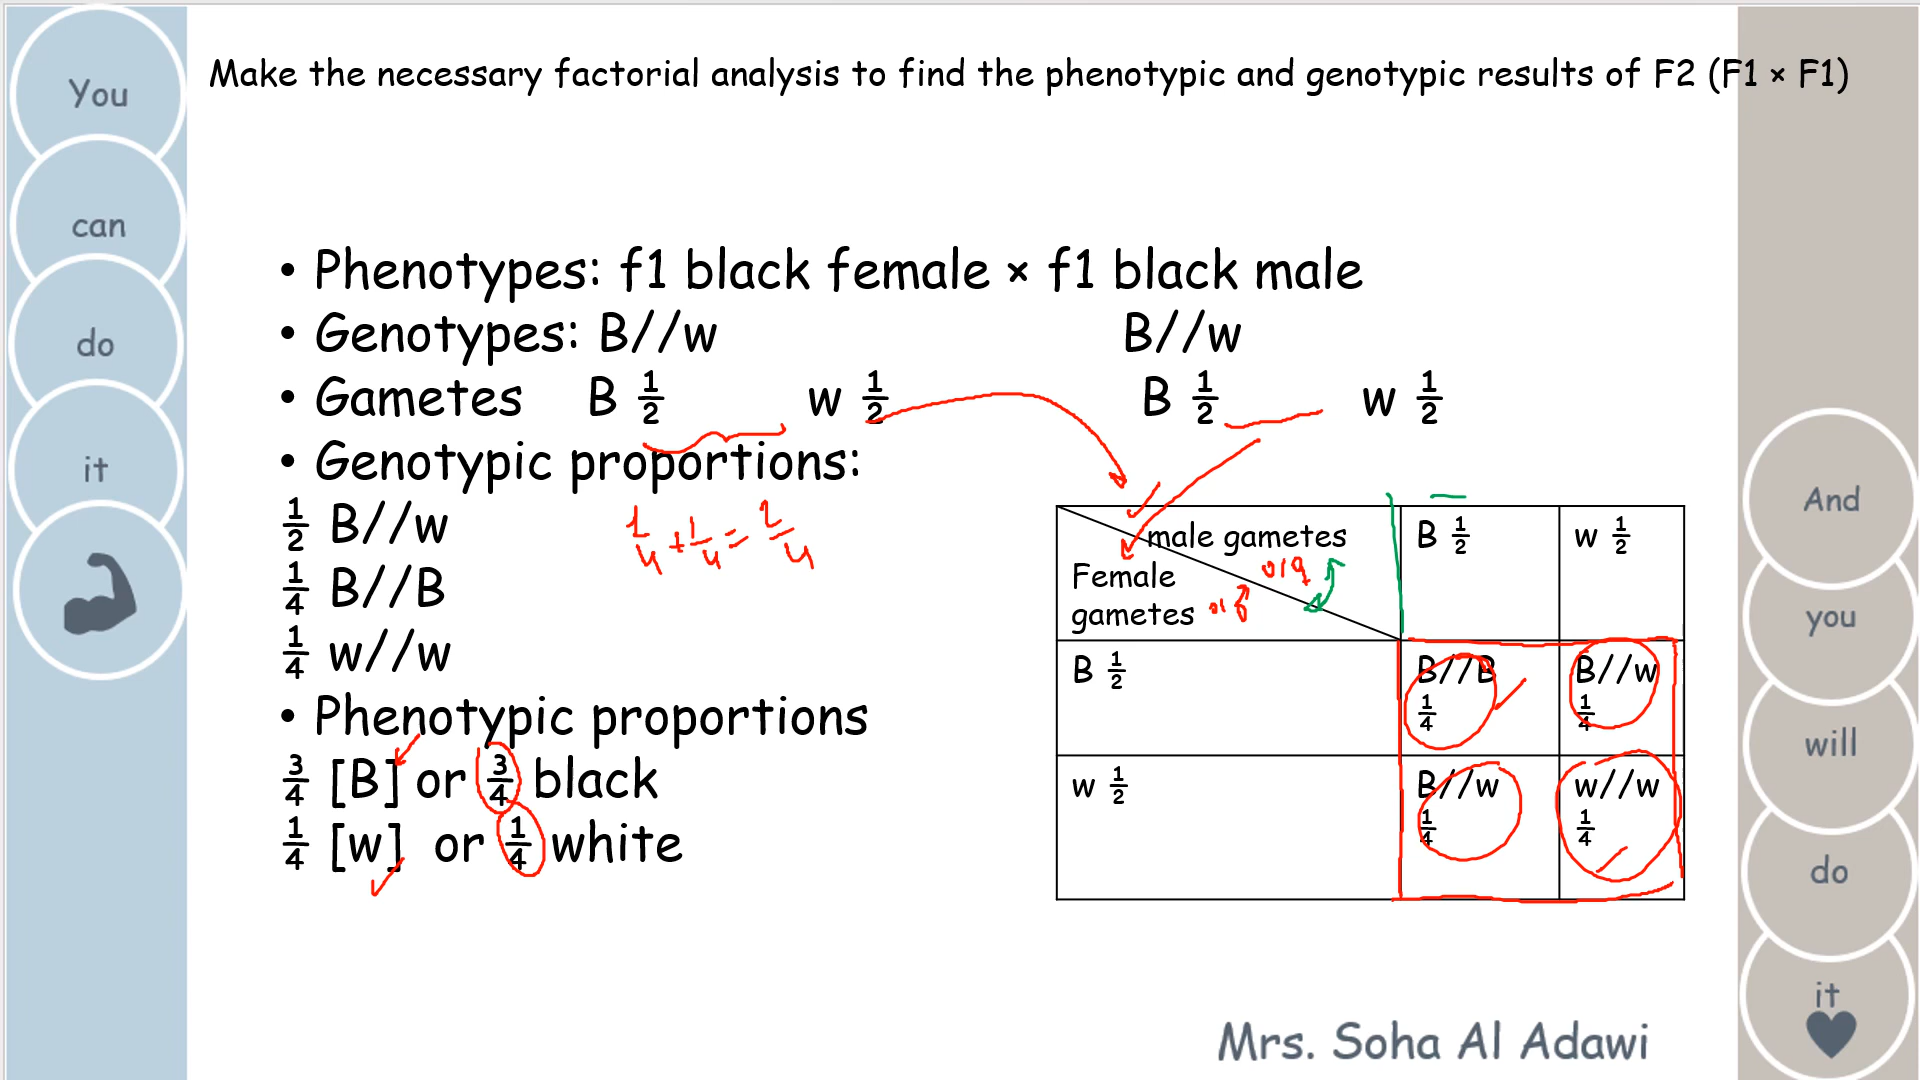 Make the necessary factorial analysis to find the phenotypic and genotypic results of F2 (F1 × F1)
You
can
do
it
• Phenotypes: f1 black female × f1 black male
• Genotypes: B//w B//w
• Gametes B 1/2 w 1/2 B 1/2 w 1/2
• Genotypic proportions:
1/2 B//w
1/4 B//B
1/4 w//w
1/4 + 1/4 = 2/4
• Phenotypic proportions
3/4 [B] or 3/4 black
1/4 [w] or 1/4 white
male gametes B 1/2 w 1/2
Female
gametes
B 1/2 B//B B//w
1/4 1/4
w 1/2 B//w w//w
1/4 1/4
And
you
will
do
it
Mrs. Soha Al Adawi